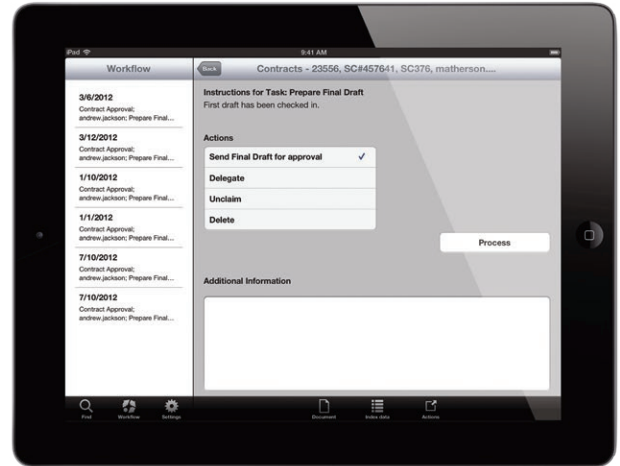 iPad
9:41 AM
Workflow
Back
Contracts - 23556, SC#457641, SC376, matherson....
3/6/2012
Contract Approval;
andrew.jackson; Prepare Final...
3/12/2012
Contract Approval;
andrew.jackson; Prepare Final...
1/10/2012
Contract Approval;
andrew.jackson; Prepare Final...
1/1/2012
Contract Approval;
andrew.jackson; Prepare Final...
7/10/2012
Contract Approval;
andrew.jackson; Prepare Final...
7/10/2012
Contract Approval;
andrew.jackson; Prepare Final...
Instructions for Task: Prepare Final Draft
First draft has been checked in.
Actions
Send Final Draft for approval
Delegate
Unclaim
Delete
Process
Additional Information
Find
Workflow
Settings
Document
Index data
Actions